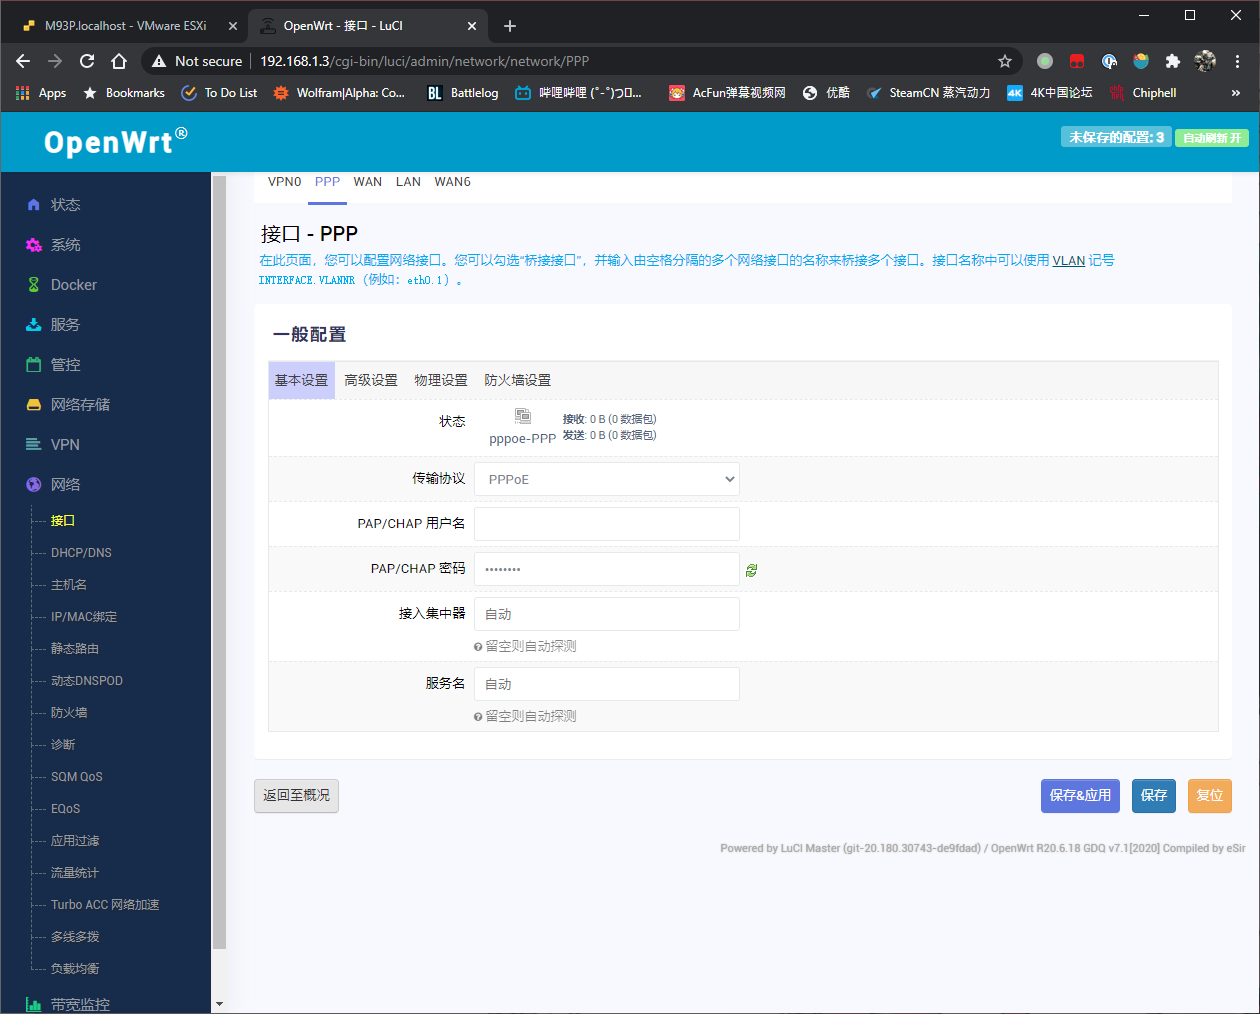 M93P.localhost - VMware ESXi
OpenWrt - 接口 - LuCI
Not secure
192.168.1.3/cgi-bin/luci/admin/network/network/PPP
Apps
Bookmarks
To Do List
Wolfram|Alpha: Co...
BL Battlelog
AcFun弹幕视频网
优酷
SteamCN 蒸汽动力
4K 4K中国论坛
Chiphell
»
OpenWrt®
未保存的配置: 3
自动刷新 开
状态
系统
Docker
服务
管控
网络存储
VPN
网络
接口
DHCP/DNS
主机名
IP/MAC绑定
静态路由
动态DNSPOD
防火墙
诊断
SQM QoS
EQoS
应用过滤
流量统计
Turbo ACC 网络加速
多线多拨
负载均衡
带宽监控
VPN0 PPP WAN LAN WAN6
接口 - PPP
在此页面，您可以配置网络接口。您可以勾选“桥接接口”，并输入由空格分隔的多个网络接口的名称来桥接多个接口。接口名称中可以使用 VLAN 记号
INTERFACE.VLANNR（例如：eth0.1）。
一般配置
基本设置 高级设置 物理设置 防火墙设置
状态
pppoe-PPP
接收: 0 B (0 数据包)
发送: 0 B (0 数据包)
传输协议
PPPoE
PAP/CHAP 用户名
PAP/CHAP 密码
••••••••
接入集中器
自动
留空则自动探测
服务名
自动
留空则自动探测
返回至概况
保存&应用
保存
复位
Powered by LuCI Master (git-20.180.30743-de9fdad) / OpenWrt R20.6.18 GDQ v7.1[2020] Compiled by eSir